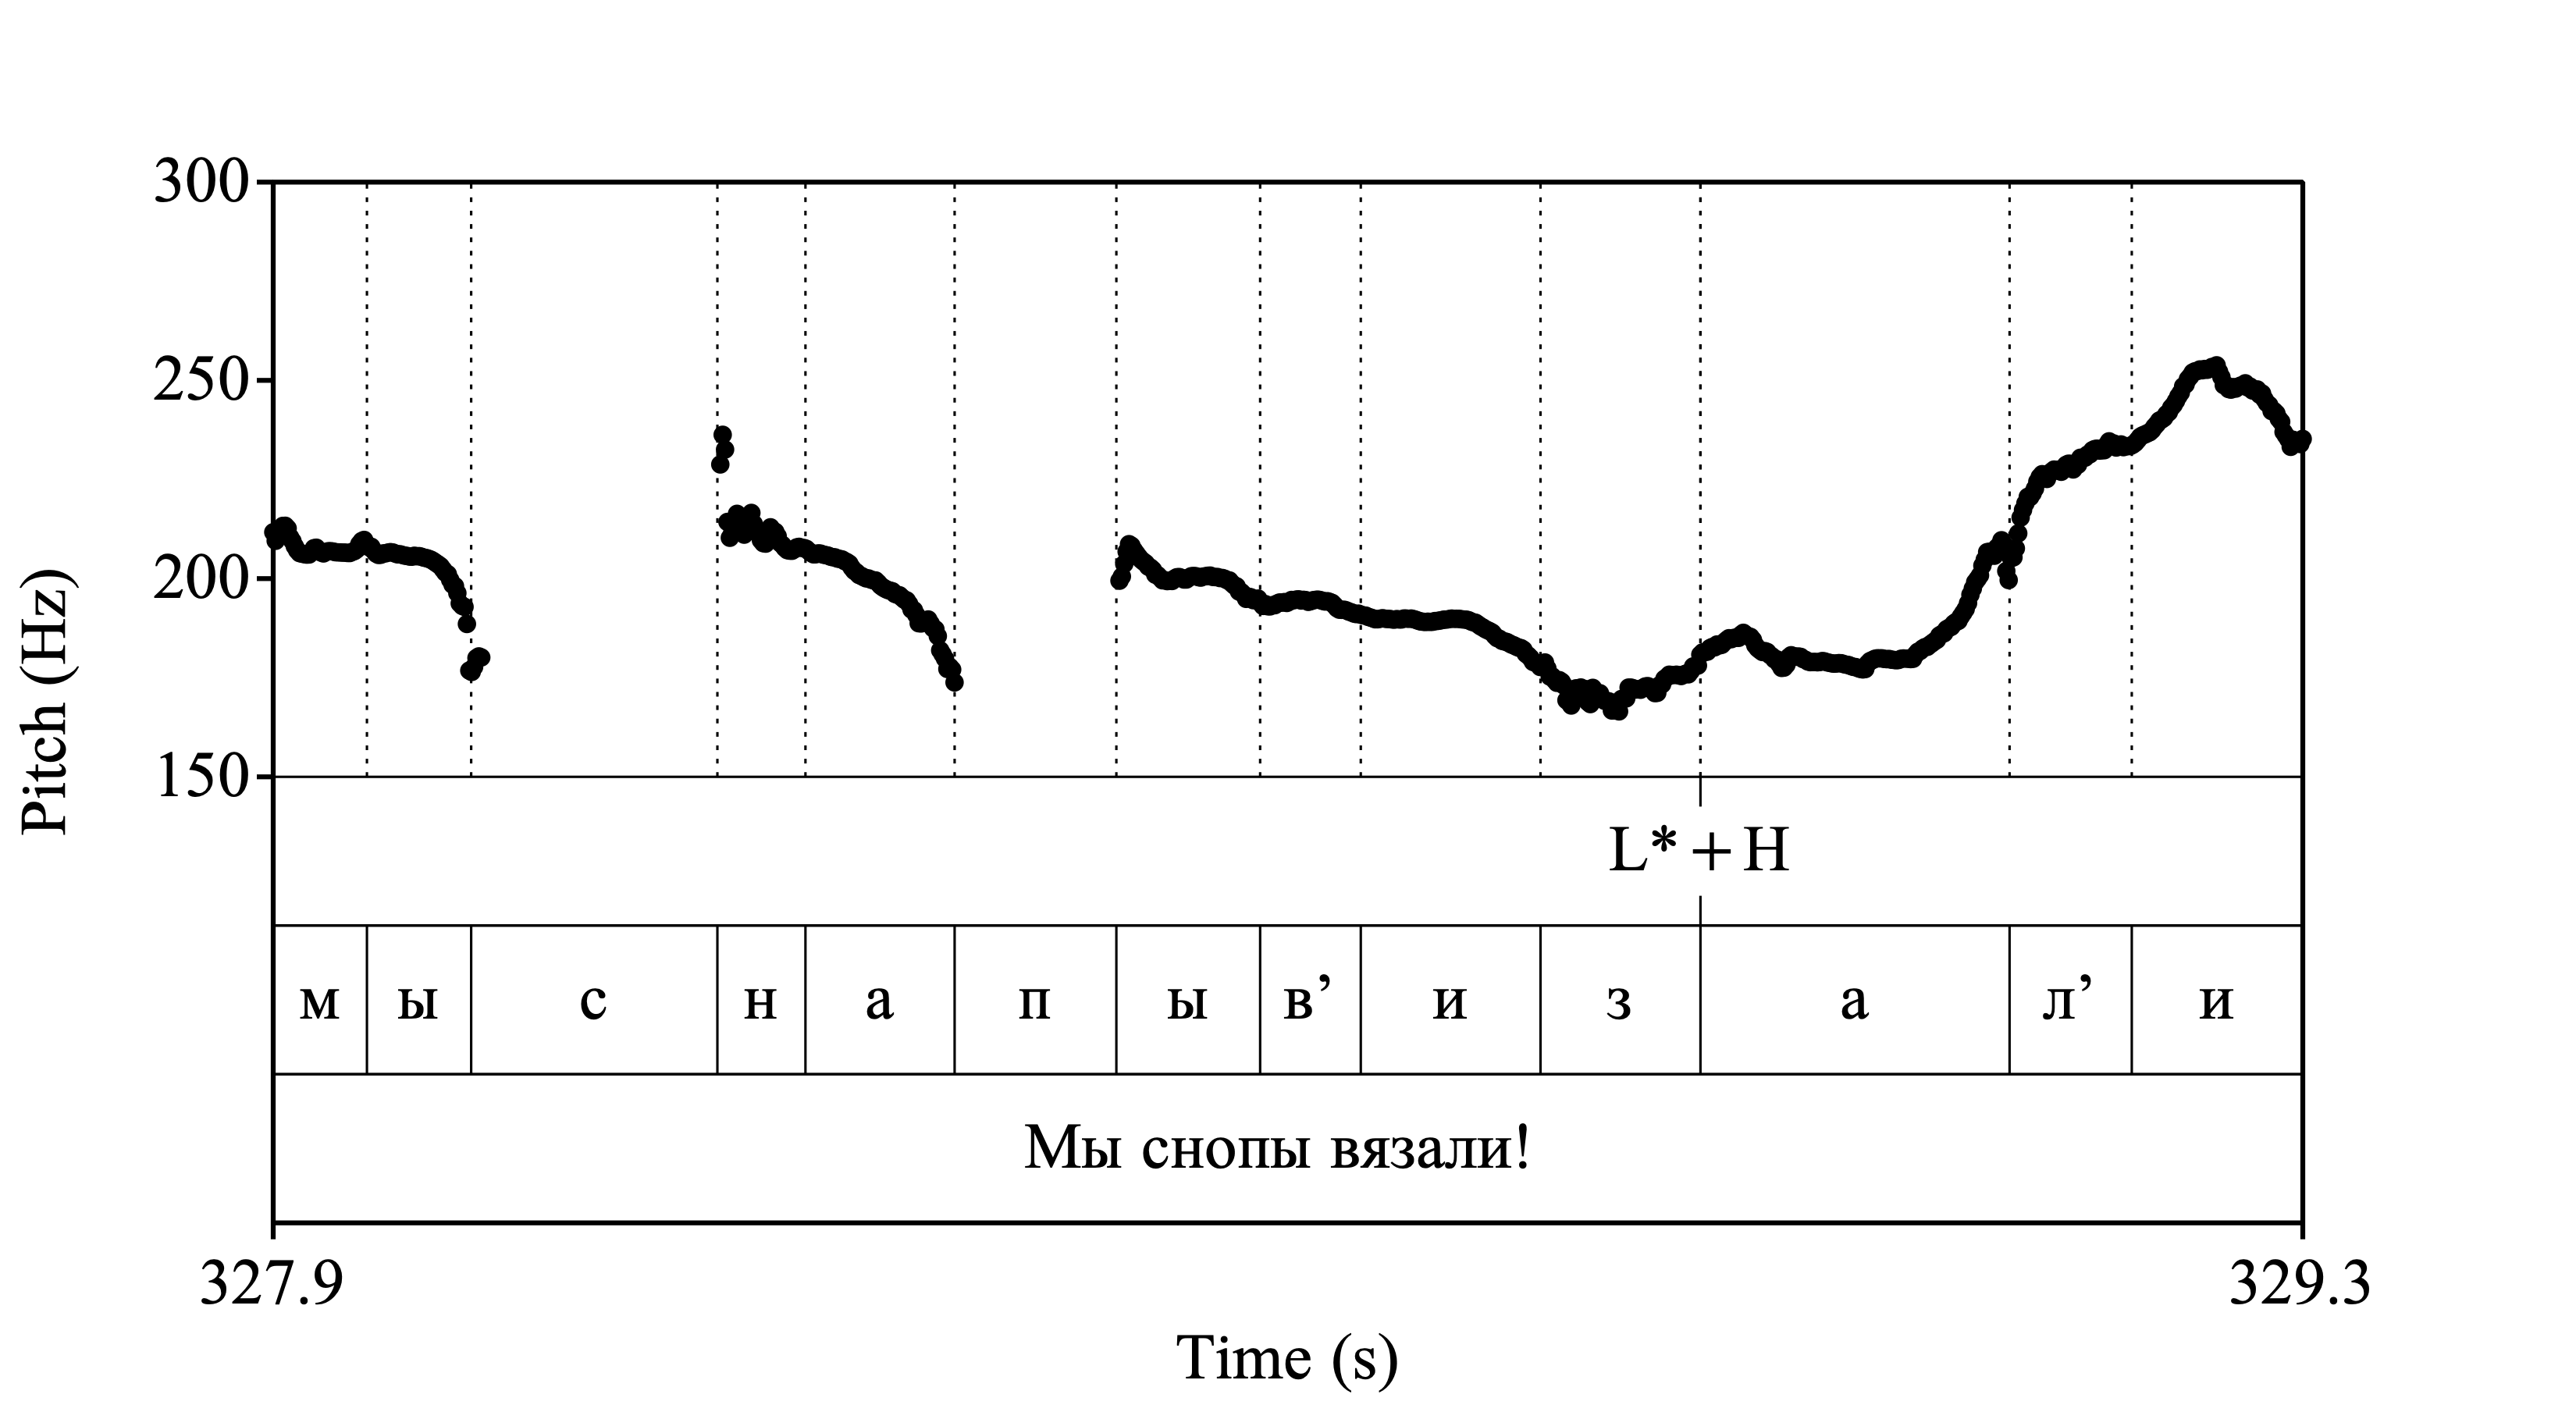 300
250
200
150
Pitch (Hz)
L*+H
м ы с н а п ы в’ и з а л’ и
Мы снопы вязали!
327.9 329.3
Time (s)